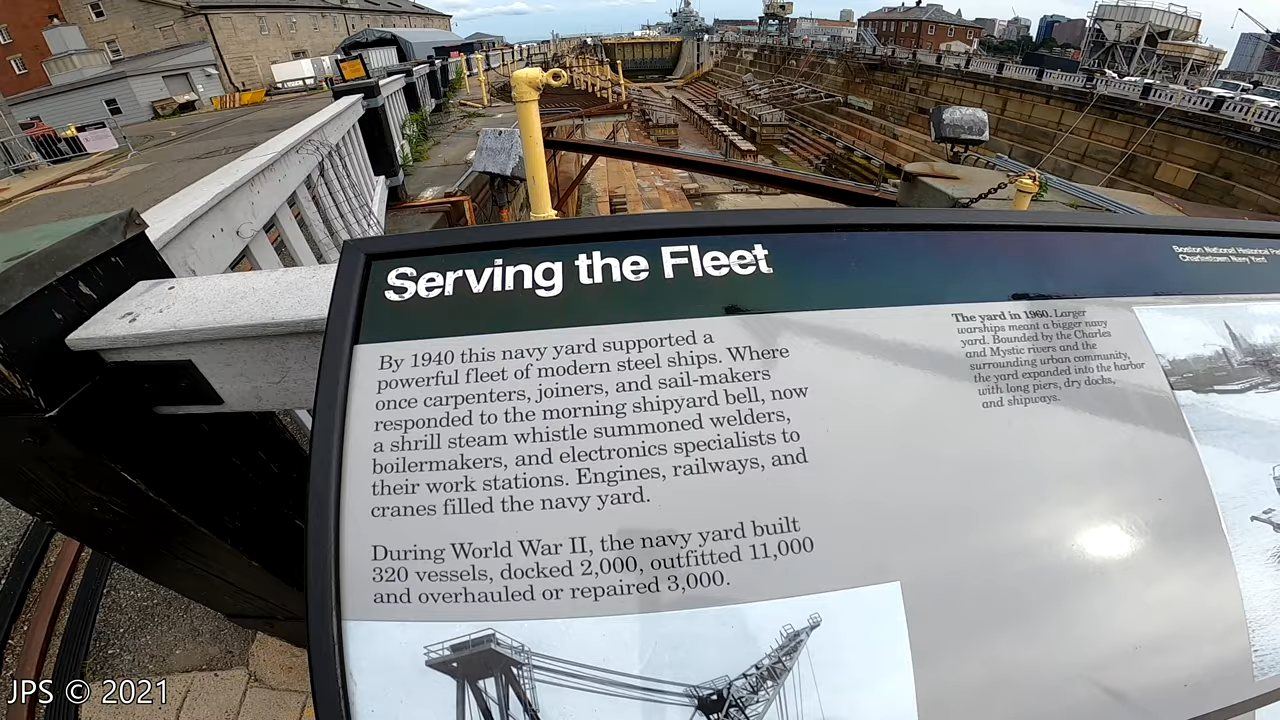 Serving the Fleet
Boston National Historical
Charlestown Navy Yard
By 1940 this navy yard supported a
powerful fleet of modern steel ships. Where
once carpenters, joiners, and sail-makers
responded to the morning shipyard bell, now
a shrill steam whistle summoned welders,
boilermakers, and electronics specialists to
their work stations. Engines, railways, and
cranes filled the navy yard.
During World War II, the navy yard built
320 vessels, docked 2,000, outfitted 11,000
and overhauled or repaired 3,000.
The yard in 1960. Larger
warships meant a bigger navy
yard. Bounded by the Charles
and Mystic rivers and the
surrounding urban community,
the yard expanded into the harbor
with long piers, dry docks,
and shipways.
JPS © 2021